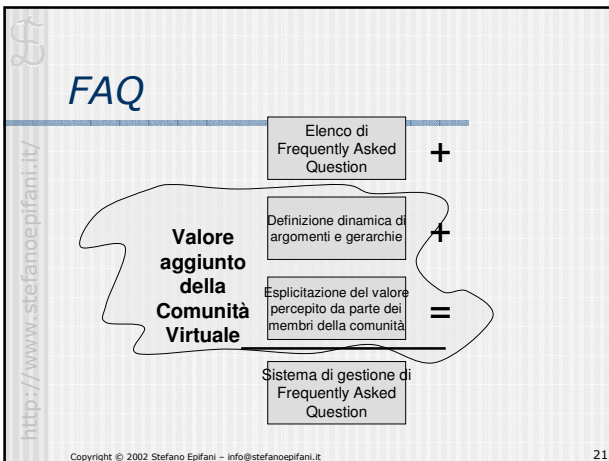 FAQ
http://www.stefanoepifani.it/
Elenco di
Frequently Asked
Question
+
Definizione dinamica di
argomenti e gerarchie
+
Valore
aggiunto
della
Comunità
Virtuale
Esplicitazione del valore
percepito da parte dei
membri della comunità
=
Sistema di gestione di
Frequently Asked
Question
Copyright © 2002 Stefano Epifani – info@stefanoepifani.it
21